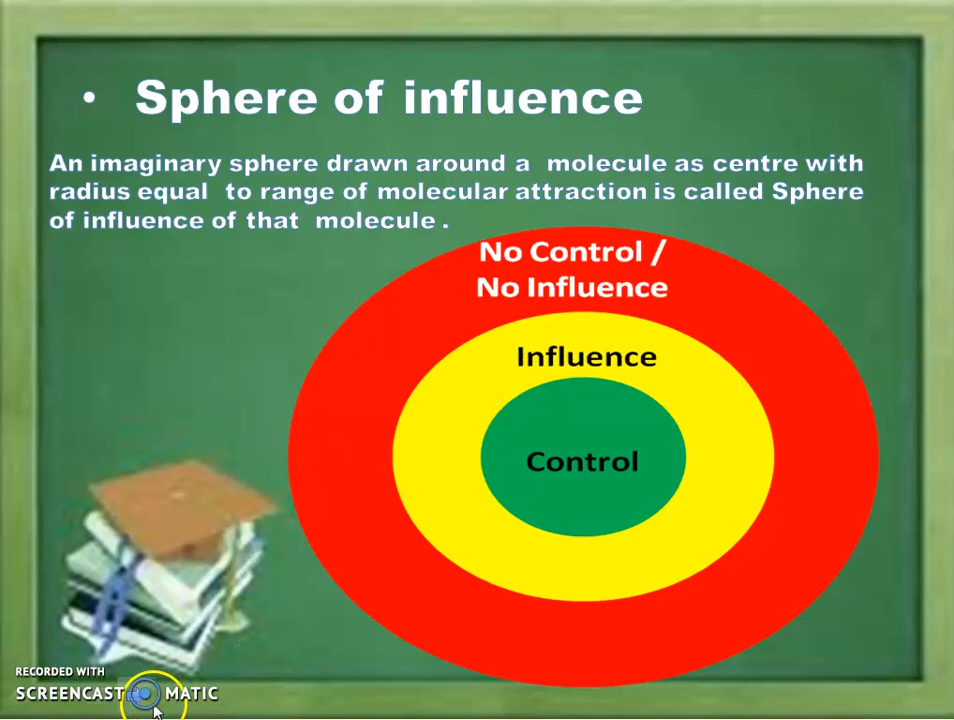 • Sphere of influence
An imaginary sphere drawn around a molecule as centre with
radius equal to range of molecular attraction is called Sphere
of influence of that molecule .
No Control /
No Influence
Influence
Control
RECORDED WITH
SCREENCAST MATIC